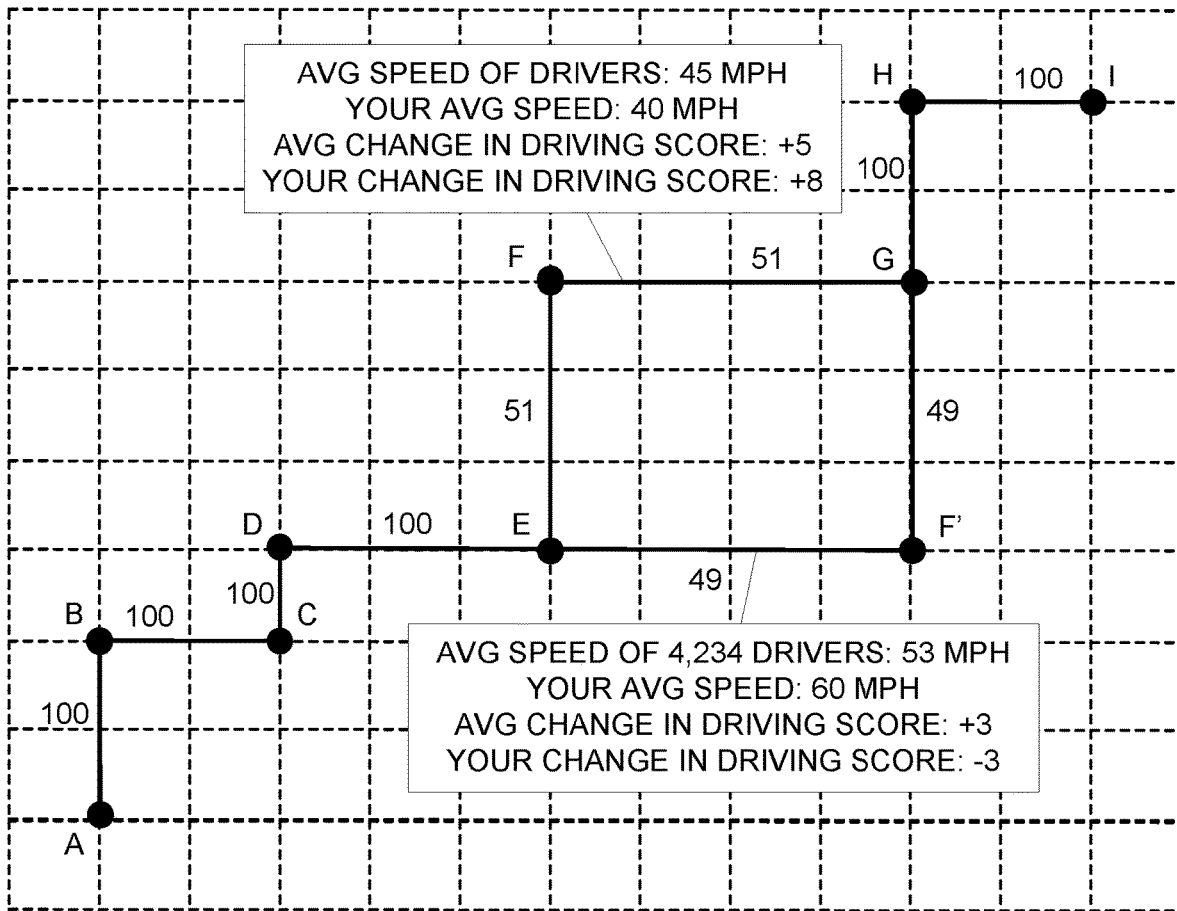 AVG SPEED OF DRIVERS: 45 MPH
YOUR AVG SPEED: 40 MPH
AVG CHANGE IN DRIVING SCORE: +5
YOUR CHANGE IN DRIVING SCORE: +8
H
100
I
100
F
51
G
51
49
D
100
E
F’
100
49
B
100
C
AVG SPEED OF 4,234 DRIVERS: 53 MPH
YOUR AVG SPEED: 60 MPH
AVG CHANGE IN DRIVING SCORE: +3
YOUR CHANGE IN DRIVING SCORE: -3
100
A